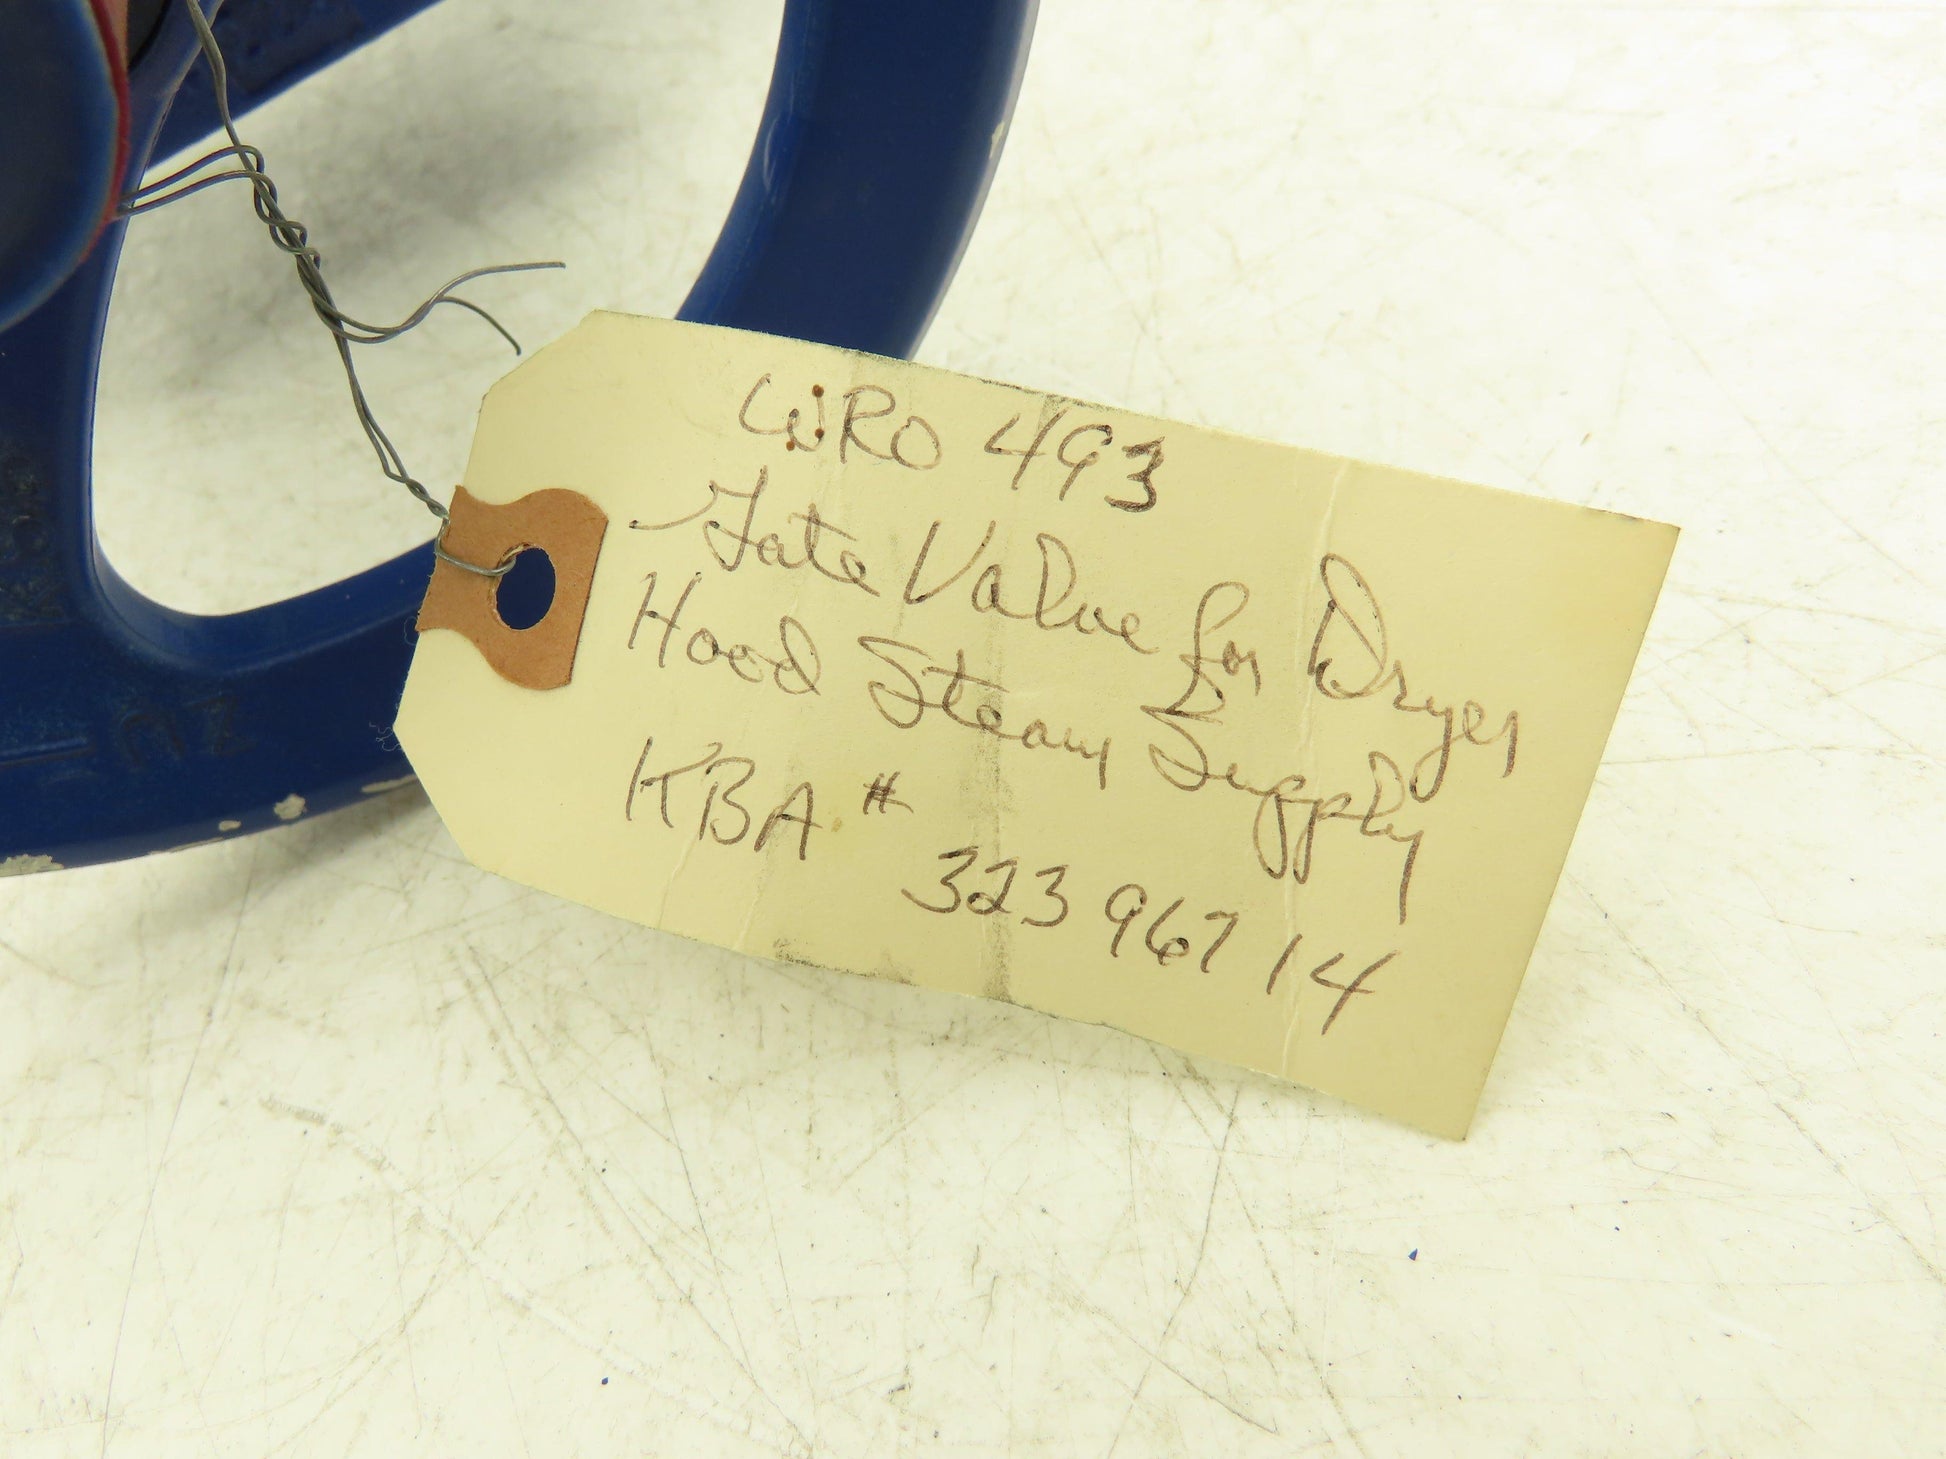 WRO 493
Gate Valve for Dryer
Hood Steam Supply
KBA # 323 967 14